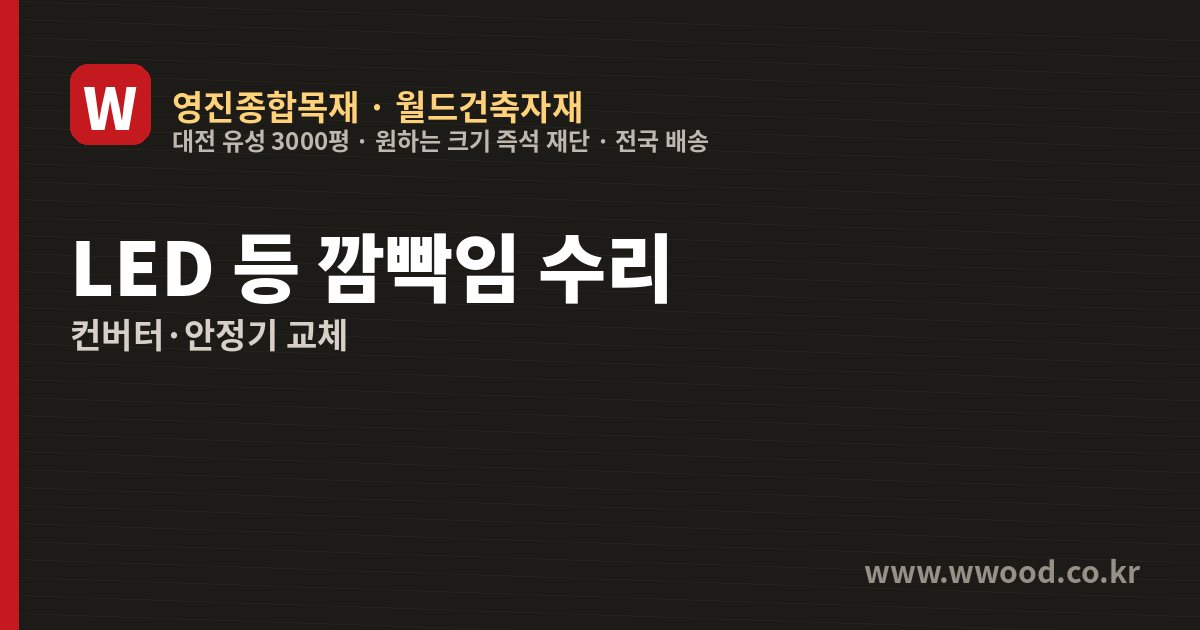 W
영진종합목재 · 월드건축자재
대전 유성 3000평 · 원하는 크기 즉석 재단 · 전국 배송
LED 등 깜빡임 수리
컨버터·안정기 교체
www.wwood.co.kr